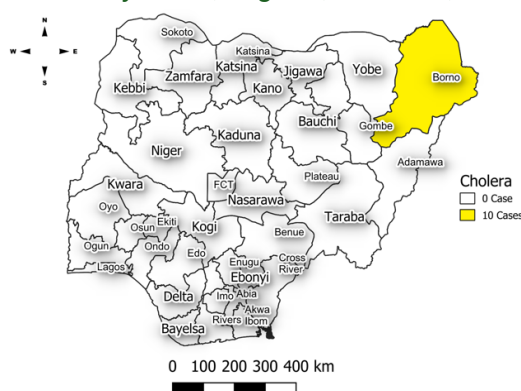 N
W E
S
Sokoto
Katsina
Katsina
Jigawa
Yobe
Borno
Zamfara
Kebbi
Kano
Bauchi
Gombe
Kaduna
Niger
Adamawa
Plateau
Kwara
FCT
Nasarawa
Taraba
Oyo
Ekiti
Osun
Kogi
Benue
Ogun
Ondo
Edo
Lagos
Enugu
Cross
River
Ebonyi
Delta
Imo
Abia
Akwa
Ibom
Rivers
Bayelsa
Cholera
0 Case
10 Cases
0 100 200 300 400 km